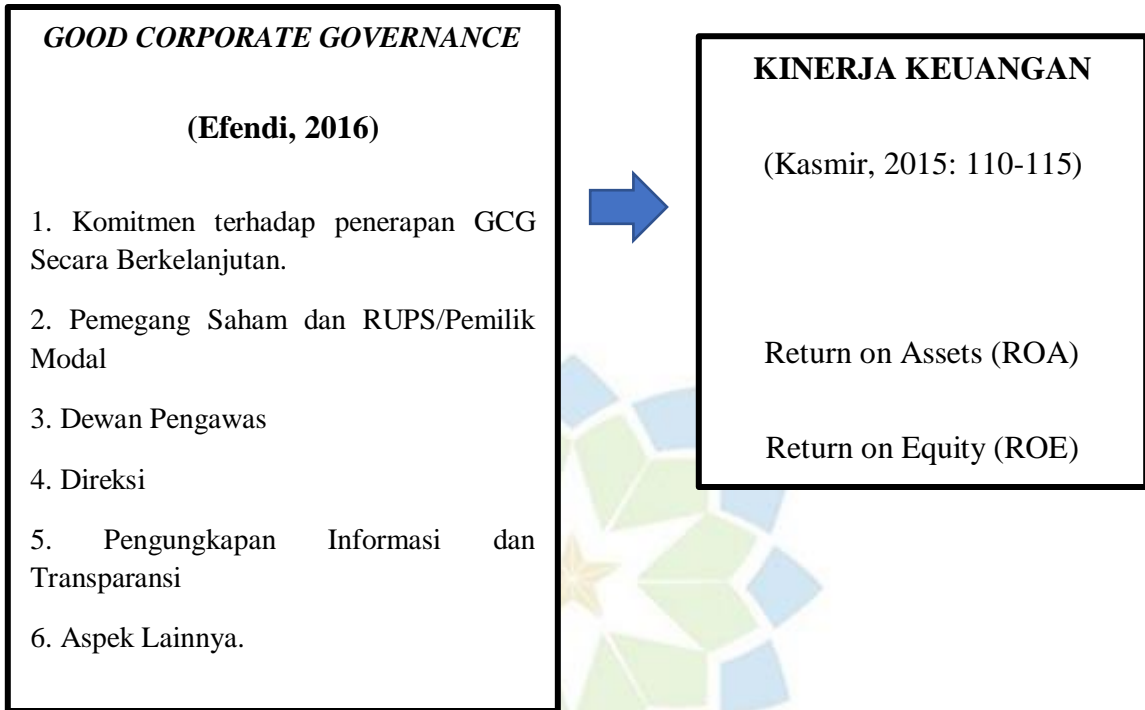 GOOD CORPORATE GOVERNANCE
(Efendi, 2016)
1. Komitmen terhadap penerapan GCG
Secara Berkelanjutan.
2. Pemegang Saham dan RUPS/Pemilik
Modal
3. Dewan Pengawas
4. Direksi
5. Pengungkapan Informasi dan
Transparansi
6. Aspek Lainnya.
KINERJA KEUANGAN
(Kasmir, 2015: 110-115)
Return on Assets (ROA)
Return on Equity (ROE)